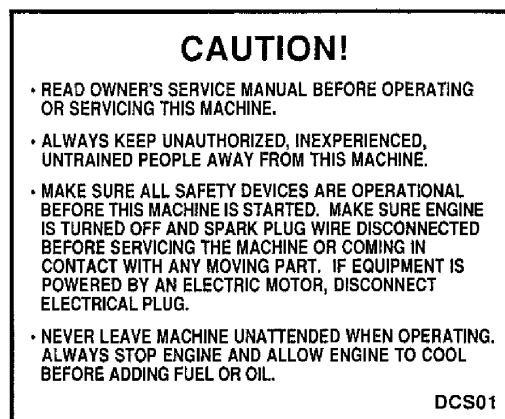 CAUTION!
• READ OWNER'S SERVICE MANUAL BEFORE OPERATING
OR SERVICING THIS MACHINE.
• ALWAYS KEEP UNAUTHORIZED, INEXPERIENCED,
UNTRAINED PEOPLE AWAY FROM THIS MACHINE.
• MAKE SURE ALL SAFETY DEVICES ARE OPERATIONAL
BEFORE THIS MACHINE IS STARTED. MAKE SURE ENGINE
IS TURNED OFF AND SPARK PLUG WIRE DISCONNECTED
BEFORE SERVICING THE MACHINE OR COMING IN
CONTACT WITH ANY MOVING PART. IF EQUIPMENT IS
POWERED BY AN ELECTRIC MOTOR, DISCONNECT
ELECTRICAL PLUG.
• NEVER LEAVE MACHINE UNATTENDED WHEN OPERATING.
ALWAYS STOP ENGINE AND ALLOW ENGINE TO COOL
BEFORE ADDING FUEL OR OIL.
DCS01